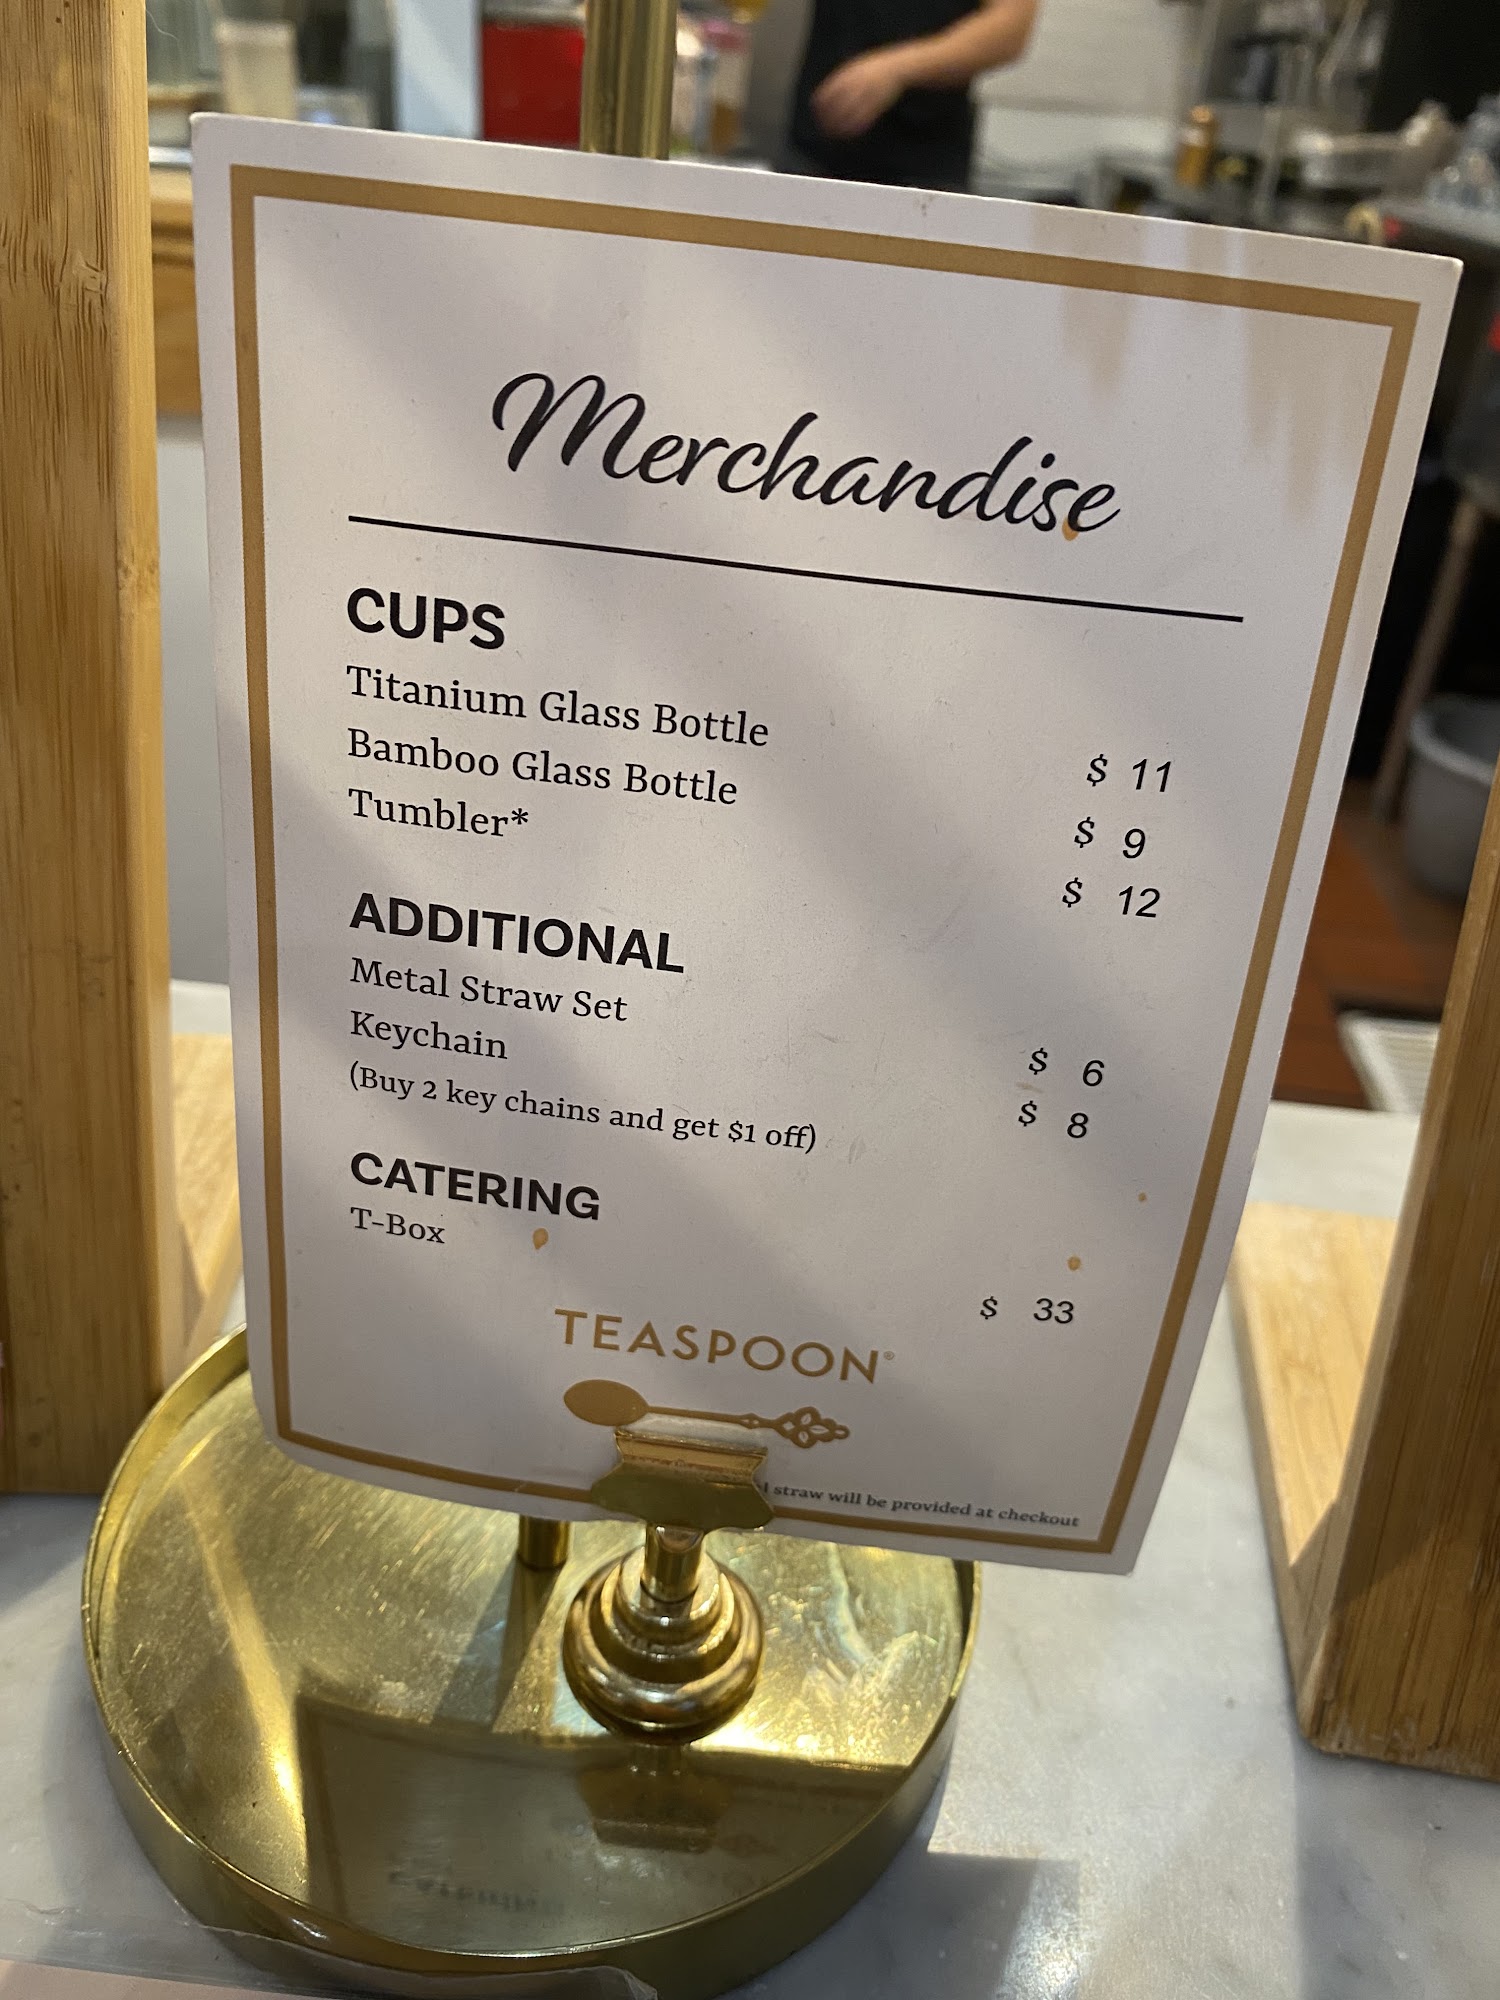 Merchandise
CUPS
Titanium Glass Bottle $ 11
Bamboo Glass Bottle $ 9
Tumbler* $ 12
ADDITIONAL
Metal Straw Set $ 6
Keychain $ 8
(Buy 2 key chains and get $1 off)
CATERING
T-Box $ 33
TEASPOON®
straw will be provided at checkout